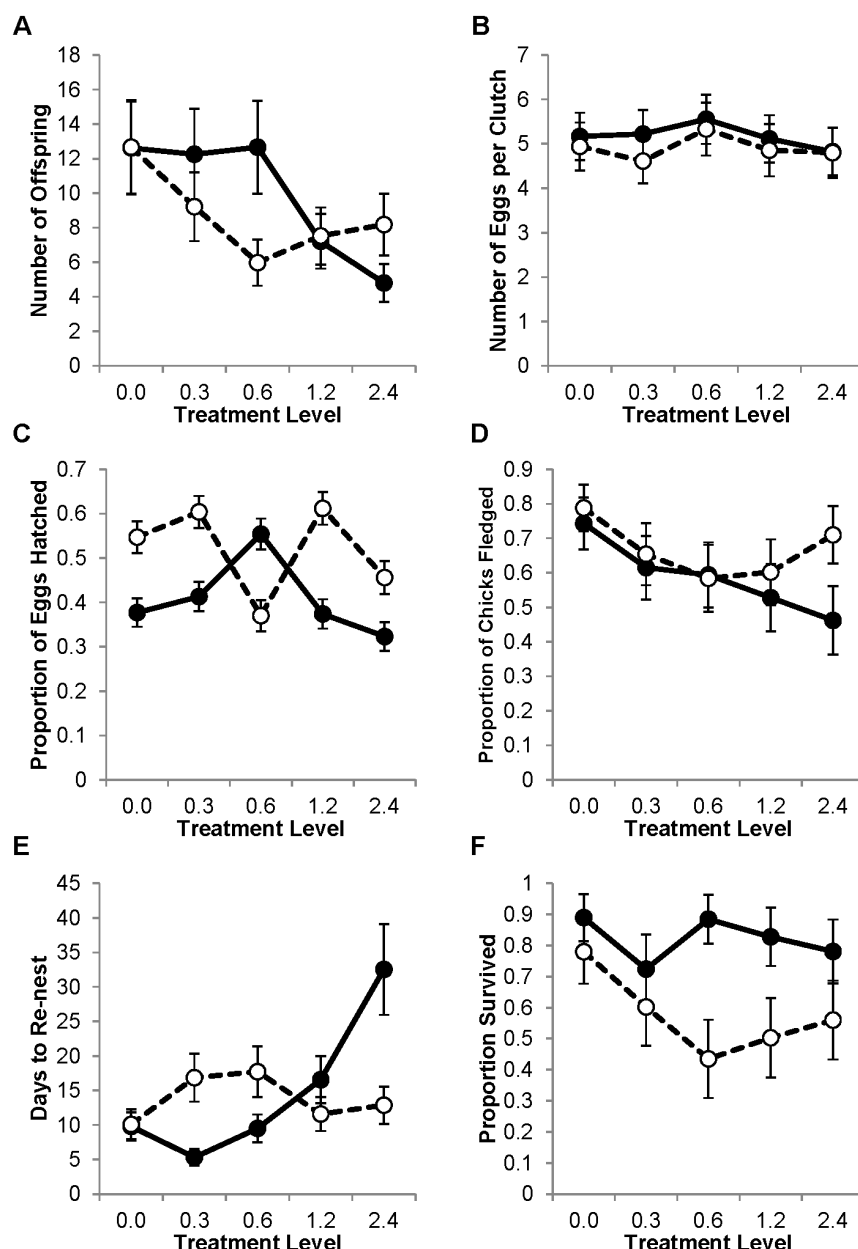 A
Number of Offspring
18
16
14
12
10
8
6
4
2
0
0.0 0.3 0.6 1.2 2.4
Treatment Level
B
Number of Eggs per Clutch
7
6
5
4
3
2
1
0
0.0 0.3 0.6 1.2 2.4
Treatment Level
C
Proportion of Eggs Hatched
0.7
0.6
0.5
0.4
0.3
0.2
0.1
0
0.0 0.3 0.6 1.2 2.4
Treatment Level
D
Proportion of Chicks Fledged
0.9
0.8
0.7
0.6
0.5
0.4
0.3
0.2
0.1
0
0.0 0.3 0.6 1.2 2.4
Treatment Level
E
Days to Re-nest
45
40
35
30
25
20
15
10
5
0
0.0 0.3 0.6 1.2 2.4
Treatment Level
F
Proportion Survived
1
0.9
0.8
0.7
0.6
0.5
0.4
0.3
0.2
0.1
0
0.0 0.3 0.6 1.2 2.4
Treatment Level